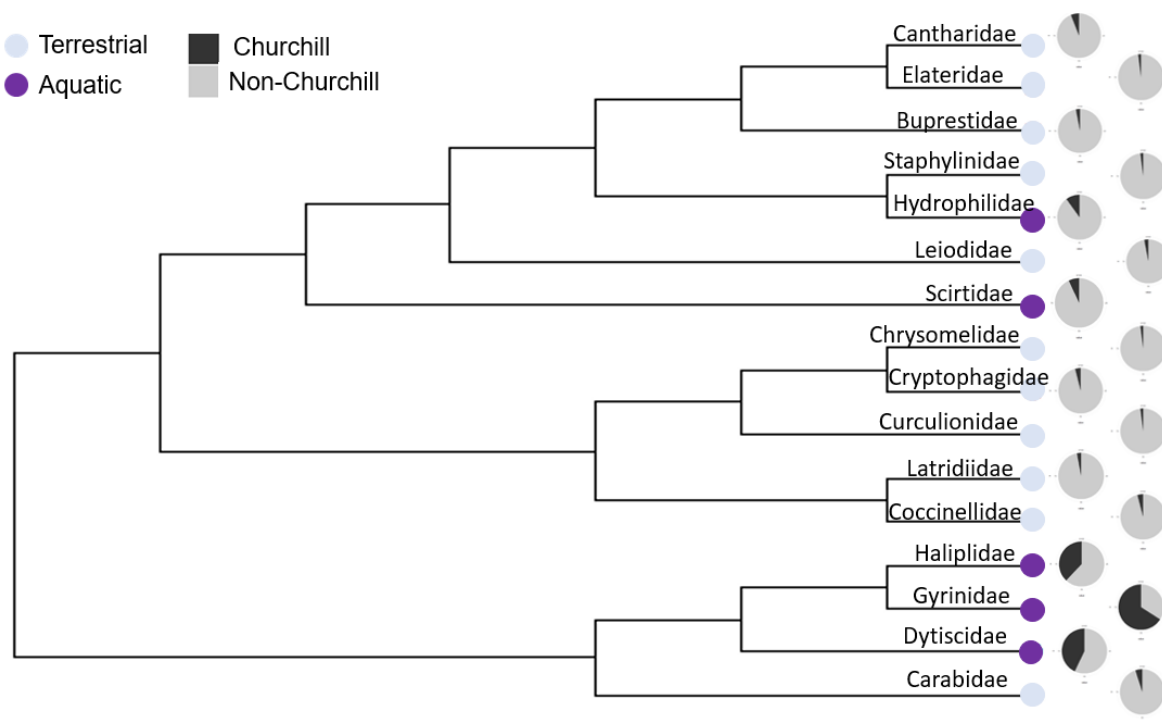 Terrestrial
Aquatic
Churchill
Non-Churchill
Cantharidae
Elateridae
Buprestidae
Staphylinidae
Hydrophilidae
Leiodidae
Scirtidae
Chrysomelidae
Cryptophagidae
Curculionidae
Latridiidae
Coccinellidae
Haliplidae
Gyrinidae
Dytiscidae
Carabidae